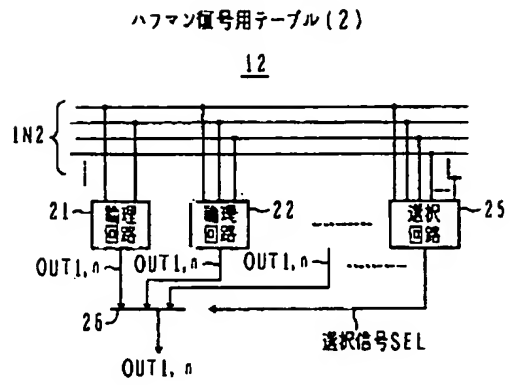 ハフマン復号用テーブル(2)
12
IN2
21
論理
回路
論理
回路
22
選択
回路
25
OUT1,n
OUT1,n
OUT1,n
26
選択信号SEL
OUT1,n